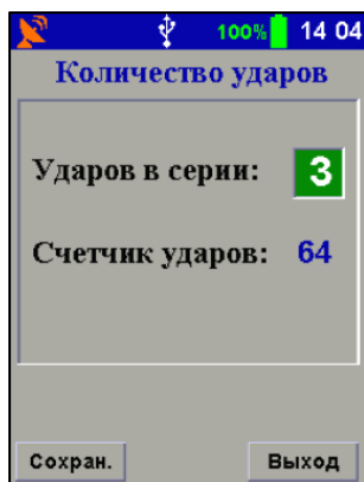 100% 14 04
Количество ударов
Ударов в серии: 3
Счетчик ударов: 64
Сохран. Выход